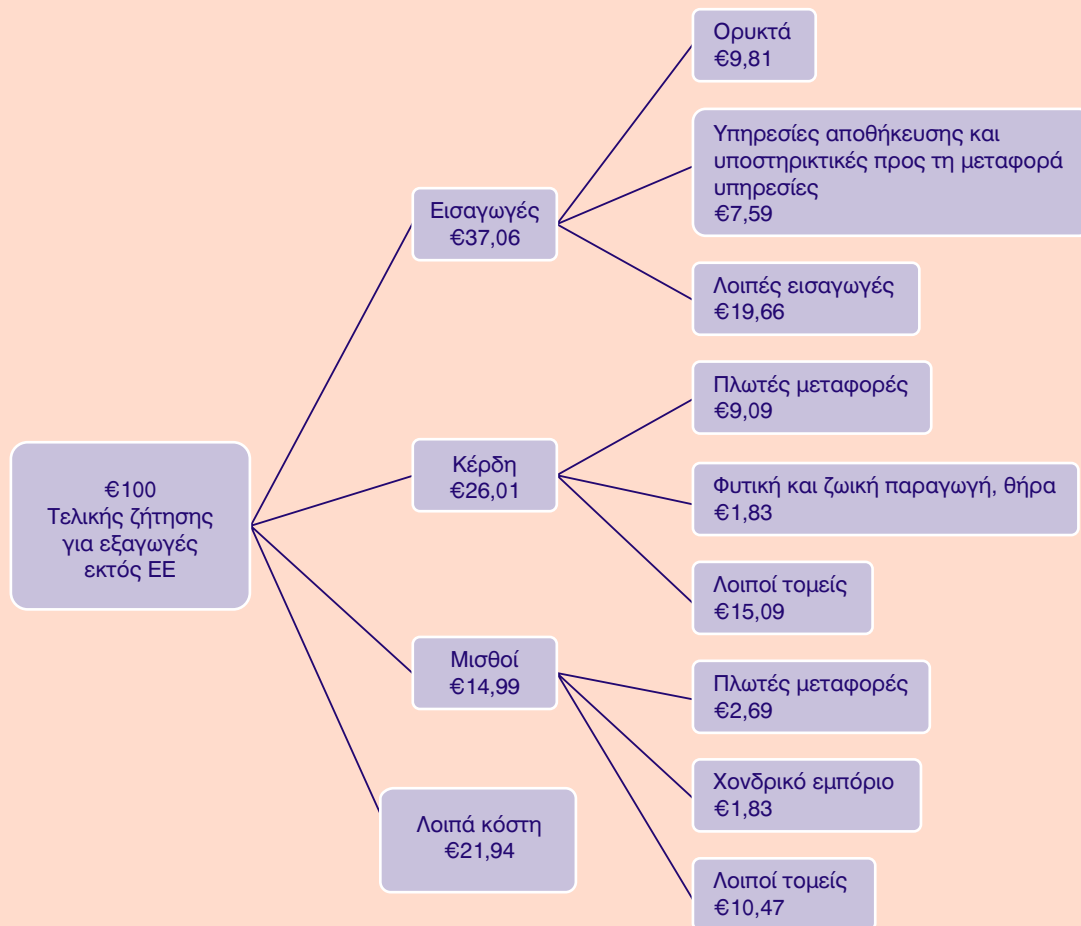 €100
Τελικής ζήτησης
για εξαγωγές
εκτός ΕΕ
Εισαγωγές
€37,06
Ορυκτά
€9,81
Υπηρεσίες αποθήκευσης και
υποστηρικτικές προς τη μεταφορά
υπηρεσίες
€7,59
Λοιπές εισαγωγές
€19,66
Κέρδη
€26,01
Πλωτές μεταφορές
€9,09
Φυτική και ζωική παραγωγή, θήρα
€1,83
Λοιποί τομείς
€15,09
Μισθοί
€14,99
Πλωτές μεταφορές
€2,69
Χονδρικό εμπόριο
€1,83
Λοιποί τομείς
€10,47
Λοιπά κόστη
€21,94